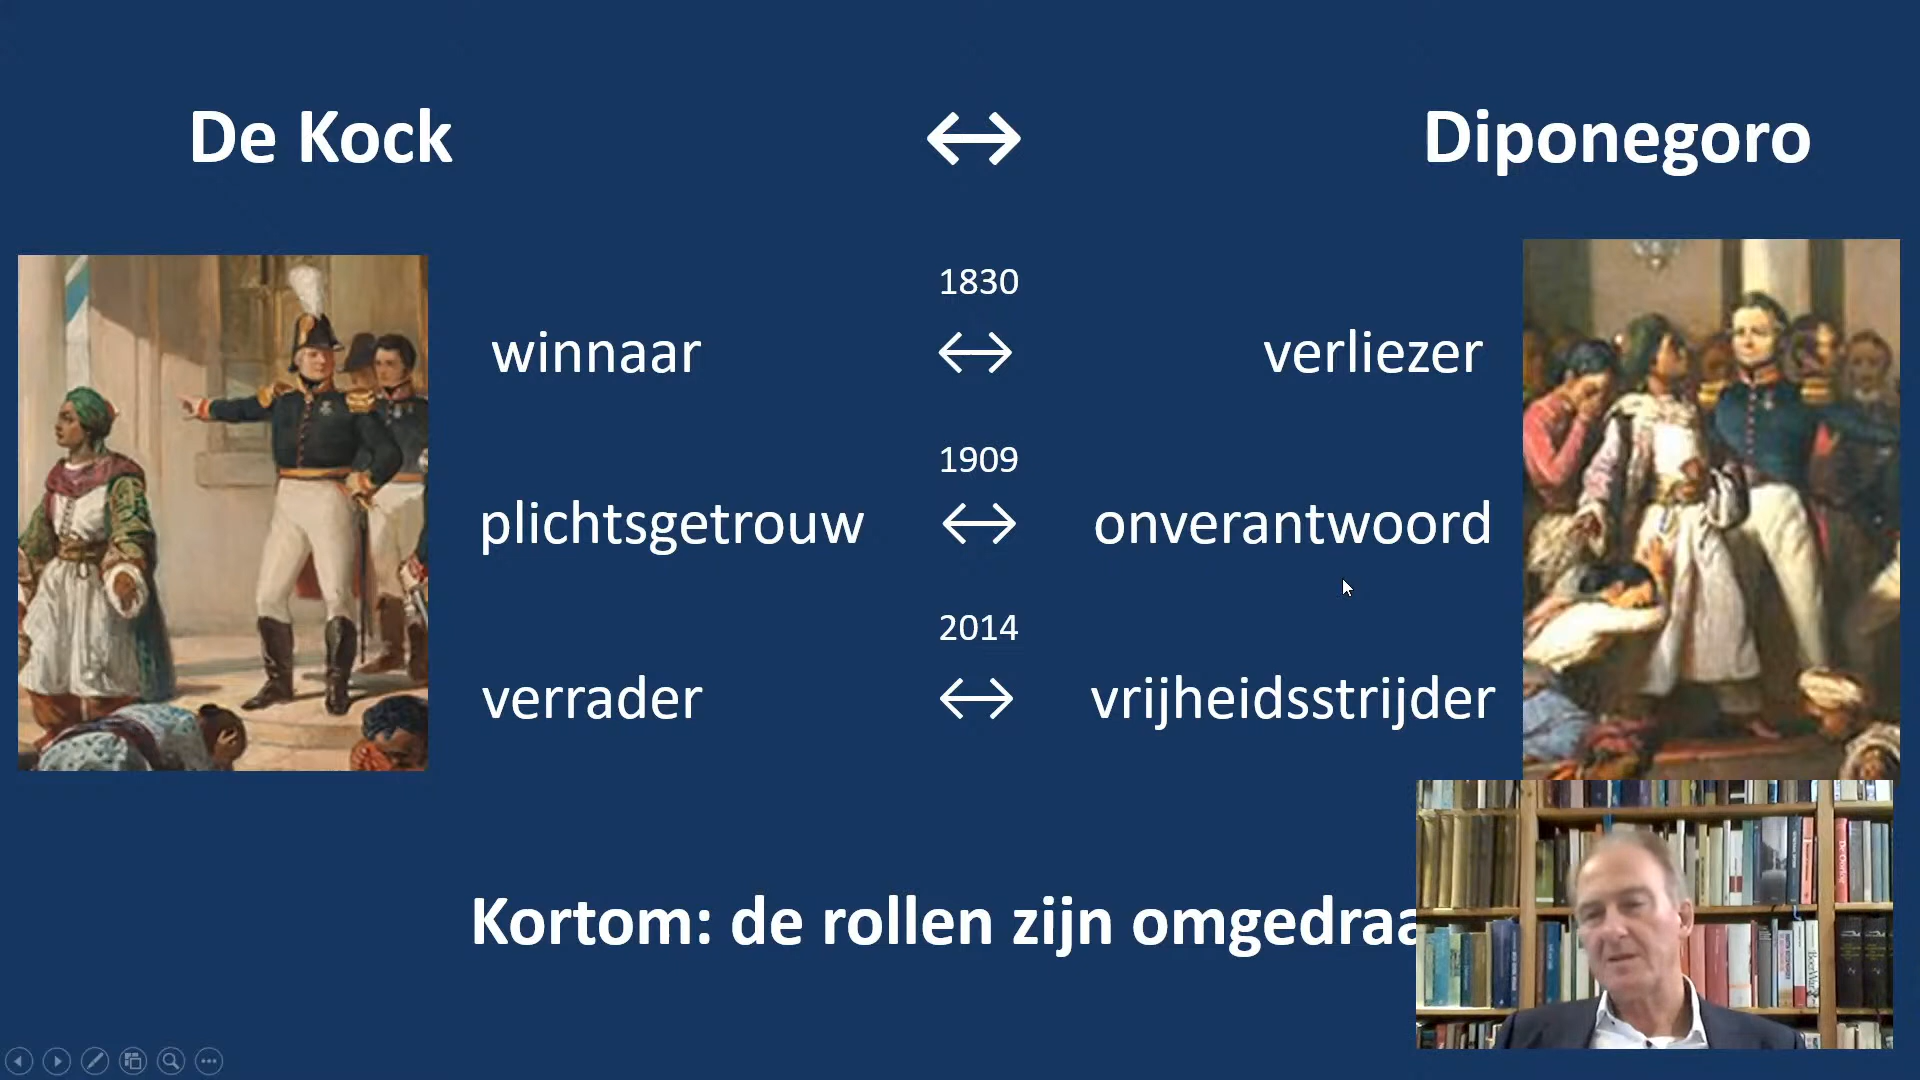 De Kock ↔ Diponegoro
1830
winnaar ↔ verliezer
1909
plichtsgetrouw ↔ onverantwoord
2014
verrader ↔ vrijheidsstrijder
Kortom: de rollen zijn omgedraa